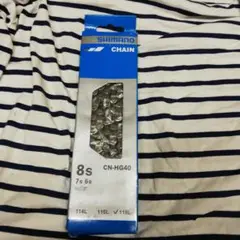 SHIMANO
CHAIN
8s
CN-HG40
7s 6s
114L
116L
✓118L